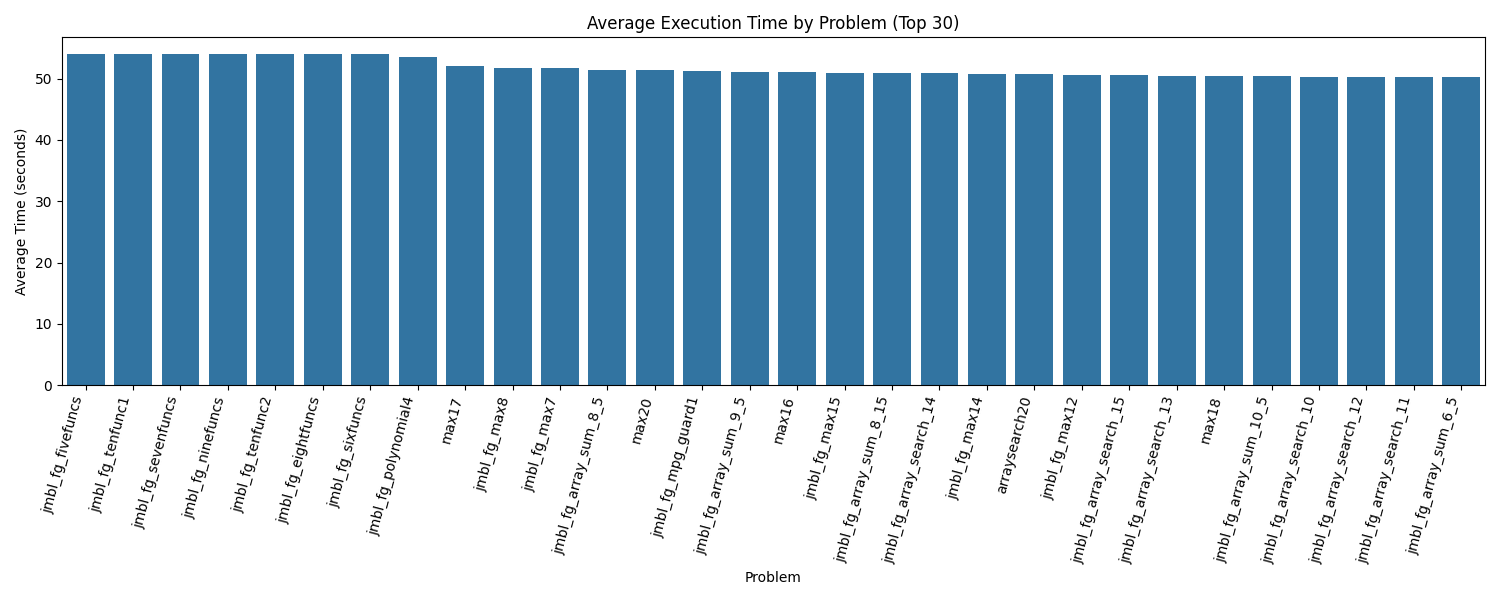 Average Execution Time by Problem (Top 30)
Average Time (seconds)
50
40
30
20
10
0
jmbl_fg_fivefuncs
jmbl_fg_tenfunc1
jmbl_fg_sevenfuncs
jmbl_fg_ninefuncs
jmbl_fg_tenfunc2
jmbl_fg_eightfuncs
jmbl_fg_sixfuncs
jmbl_fg_polynomial4
max17
jmbl_fg_max8
jmbl_fg_max7
jmbl_fg_array_sum_8_5
max20
jmbl_fg_mpg_guard1
jmbl_fg_array_sum_9_5
max16
jmbl_fg_max15
jmbl_fg_array_sum_8_15
jmbl_fg_array_search_14
jmbl_fg_max14
arraysearch20
jmbl_fg_max12
jmbl_fg_array_search_15
jmbl_fg_array_search_13
max18
jmbl_fg_array_sum_10_5
jmbl_fg_array_search_10
jmbl_fg_array_search_12
jmbl_fg_array_search_11
jmbl_fg_array_sum_6_5
Problem